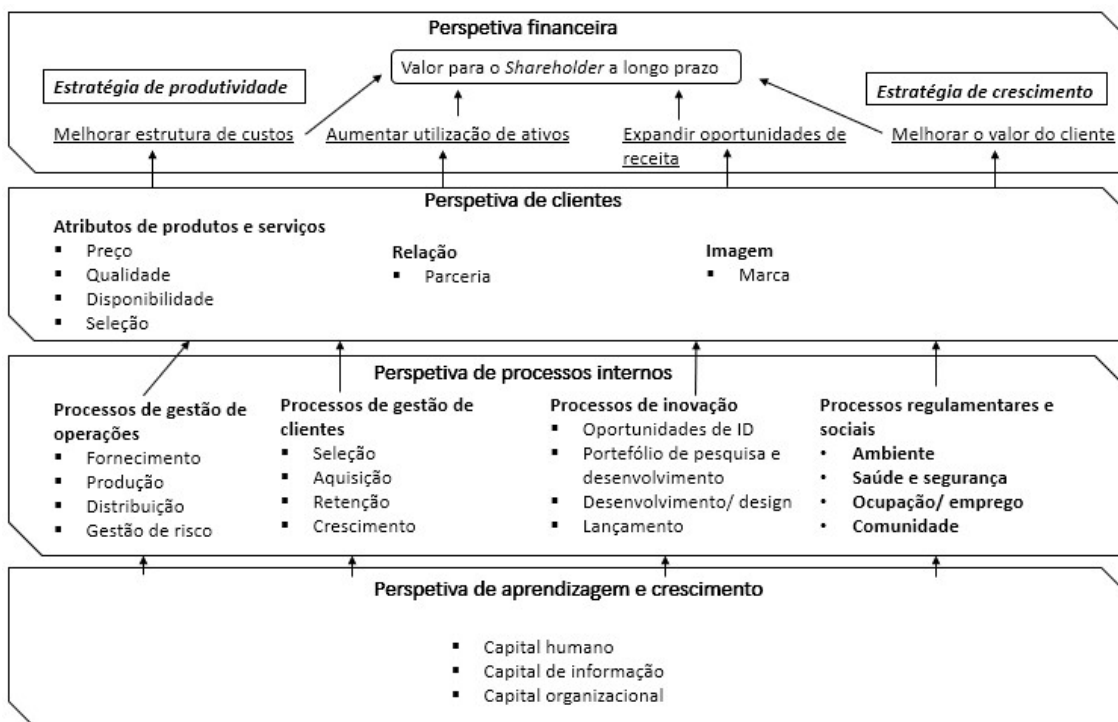 Perspetiva financeira
Valor para o Shareholder a longo prazo
Estratégia de produtividade
Estratégia de crescimento
Melhorar estrutura de custos
Aumentar utilização de ativos
Expandir oportunidades de
receita
Melhorar o valor do cliente
Perspetiva de clientes
Atributos de produtos e serviços
▪ Preço
▪ Qualidade
▪ Disponibilidade
▪ Seleção
Relação
▪ Parceria
Imagem
▪ Marca
Perspetiva de processos internos
Processos de gestão de
operações
▪ Fornecimento
▪ Produção
▪ Distribuição
▪ Gestão de risco
Processos de gestão de
clientes
▪ Seleção
▪ Aquisição
▪ Retenção
▪ Crescimento
Processos de inovação
▪ Oportunidades de ID
▪ Portefólio de pesquisa e
desenvolvimento
▪ Desenvolvimento/ design
▪ Lançamento
Processos regulamentares e
sociais
• Ambiente
• Saúde e segurança
• Ocupação/ emprego
• Comunidade
Perspetiva de aprendizagem e crescimento
▪ Capital humano
▪ Capital de informação
▪ Capital organizacional